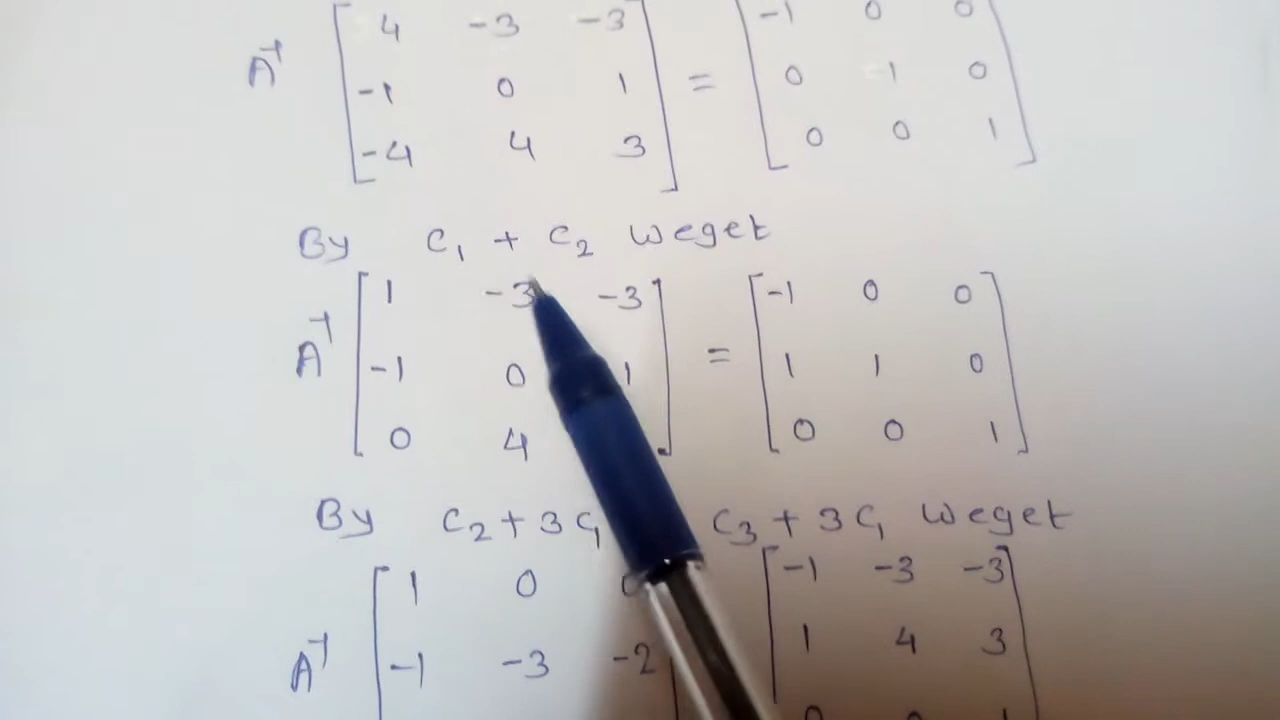 4 -3 -3 -1 0 0
A⁻¹ -1 0 1 = 0 -1 0
-4 4 3 0 0 1
By C₁ + C₂ weget
1 -3 -3 -1 0 0
A⁻¹ -1 0 1 = 1 1 0
0 4 0 0 1
By C₂ + 3C₁ C₃ + 3C₁ weget
1 0 -1 -3 -3
A⁻¹ -1 -3 -2 1 4 3